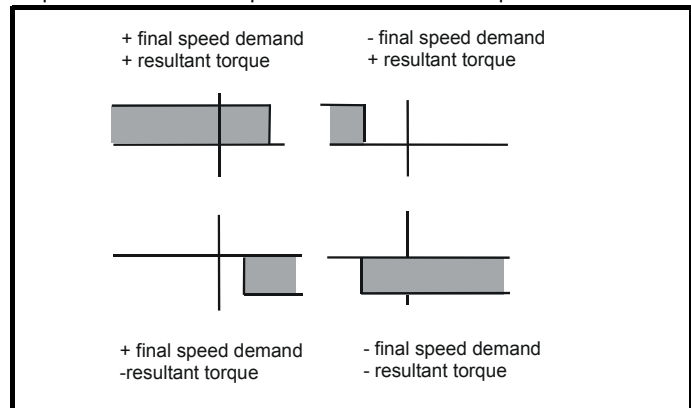 + final speed demand
+ resultant torque
- final speed demand
+ resultant torque
+ final speed demand
-resultant torque
- final speed demand
- resultant torque